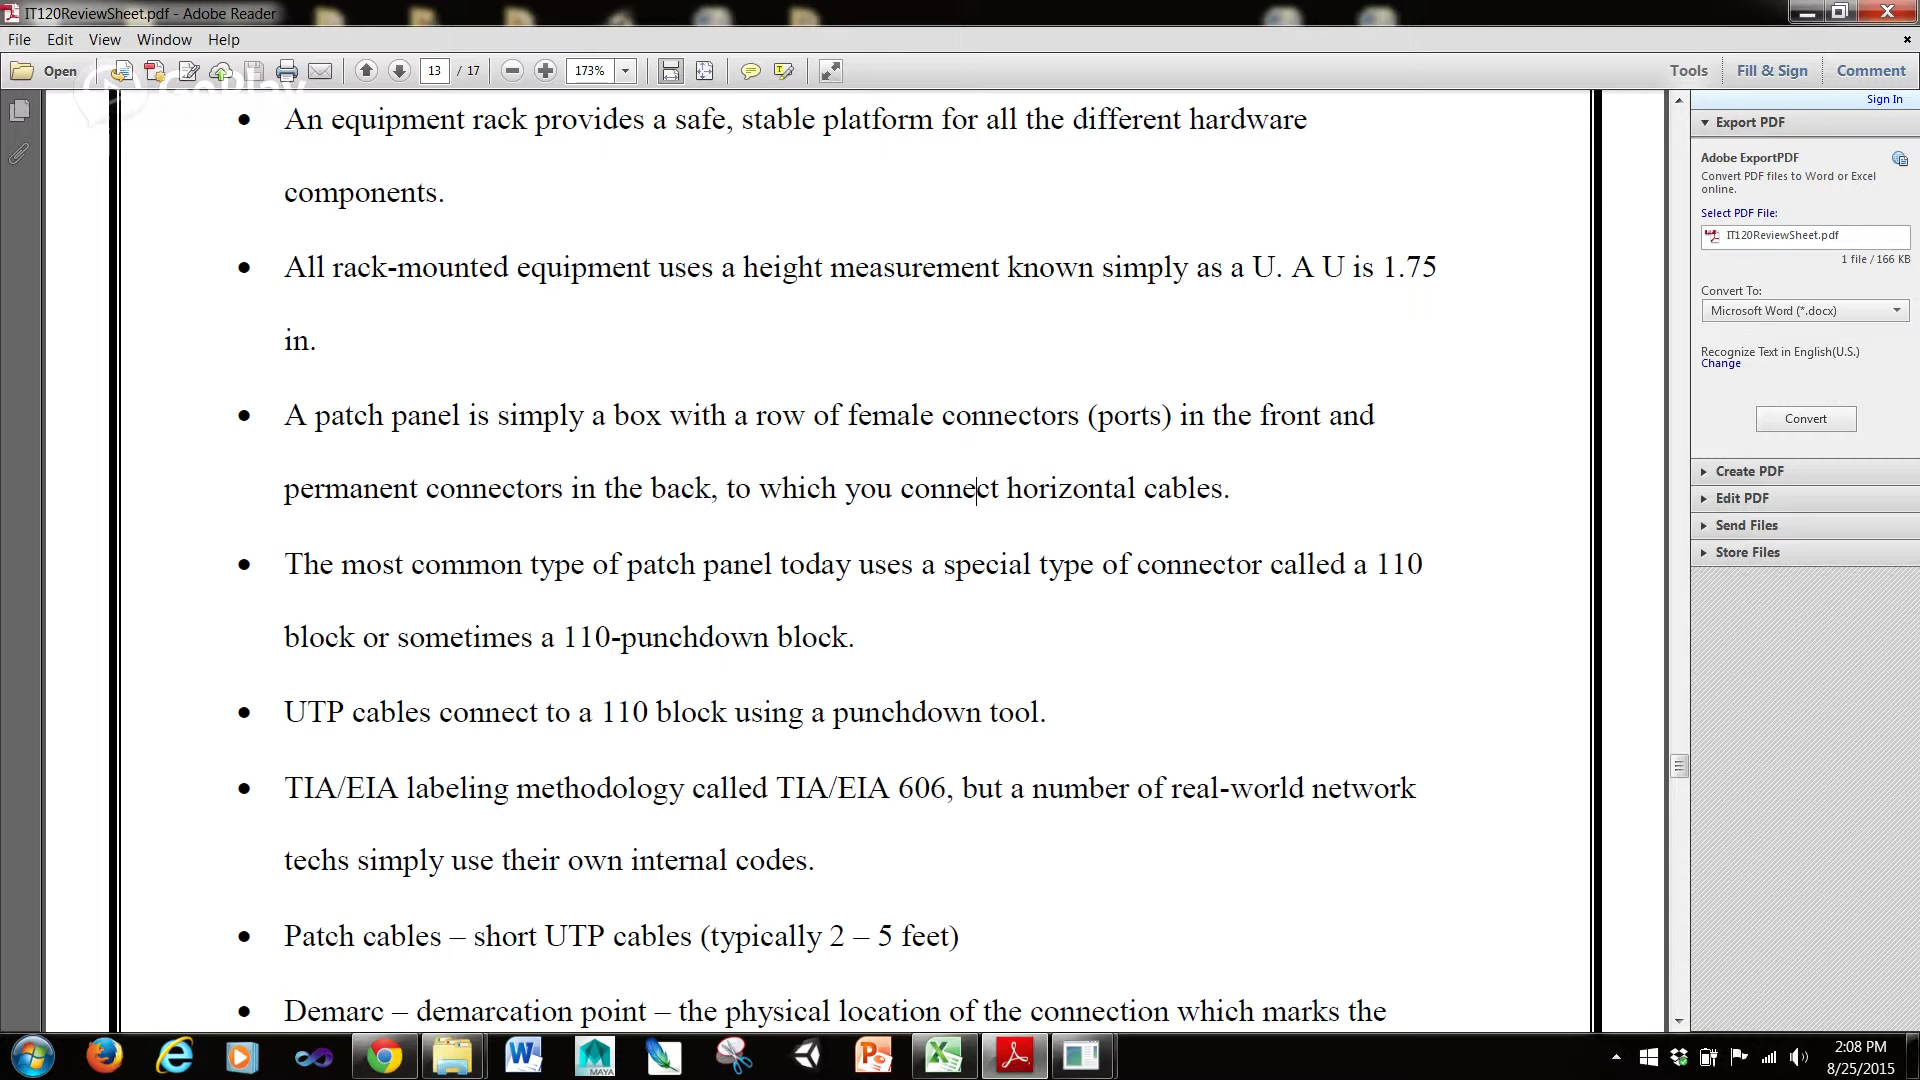 IT120ReviewSheet.pdf - Adobe Reader
File Edit View Window Help
Open 13 / 17 173% Tools Fill & Sign Comment
GoPlay
Sign In
An equipment rack provides a safe, stable platform for all the different hardware
components.
All rack-mounted equipment uses a height measurement known simply as a U. A U is 1.75
in.
A patch panel is simply a box with a row of female connectors (ports) in the front and
permanent connectors in the back, to which you connect horizontal cables.
The most common type of patch panel today uses a special type of connector called a 110
block or sometimes a 110-punchdown block.
UTP cables connect to a 110 block using a punchdown tool.
TIA/EIA labeling methodology called TIA/EIA 606, but a number of real-world network
techs simply use their own internal codes.
Patch cables – short UTP cables (typically 2 – 5 feet)
Demarc – demarcation point – the physical location of the connection which marks the
Export PDF
Adobe ExportPDF
Convert PDF files to Word or Excel
online.
Select PDF File:
IT120ReviewSheet.pdf
1 file / 166 KB
Convert To:
Microsoft Word (*.docx)
Recognize Text in English(U.S.)
Change
Convert
Create PDF
Edit PDF
Send Files
Store Files
MAYA
2:08 PM
8/25/2015